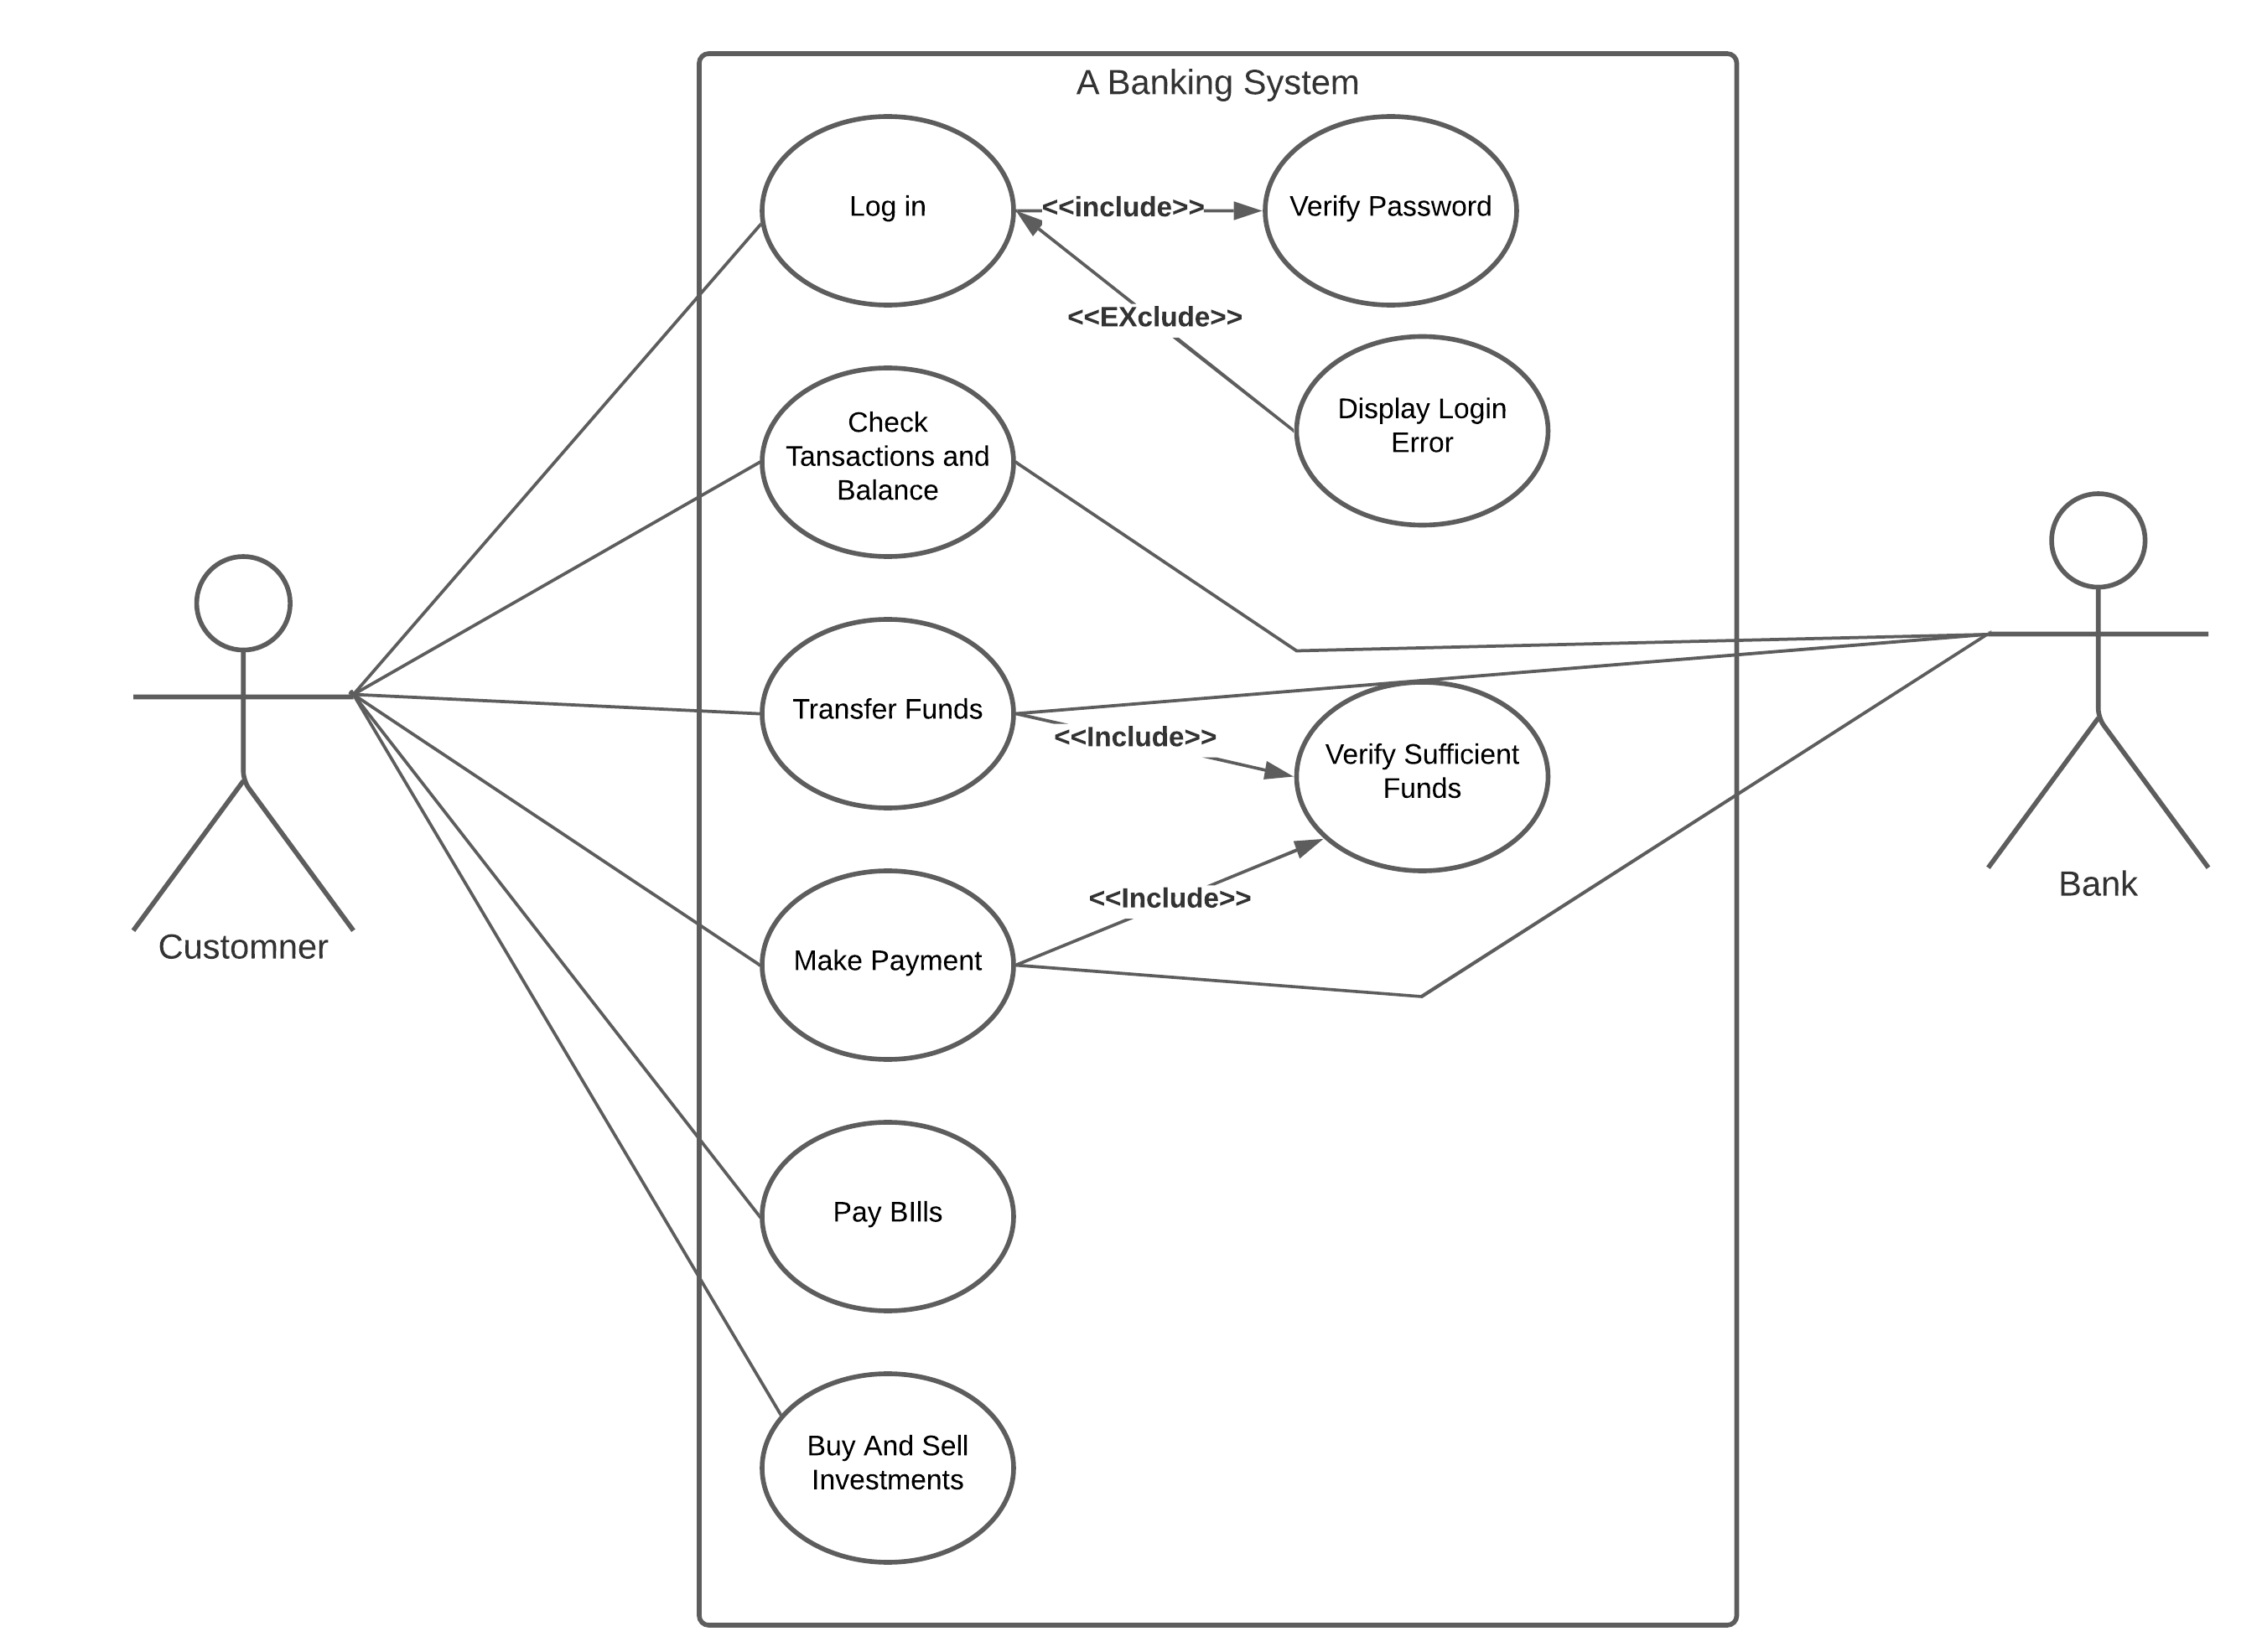 A Banking System
Log in
<<include>>
Verify Password
<<EXclude>>
Display Login
Error
Check
Tansactions and
Balance
Transfer Funds
<<Include>>
Verify Sufficient
Funds
<<Include>>
Make Payment
Bank
Customner
Pay BIlls
Buy And Sell
Investments